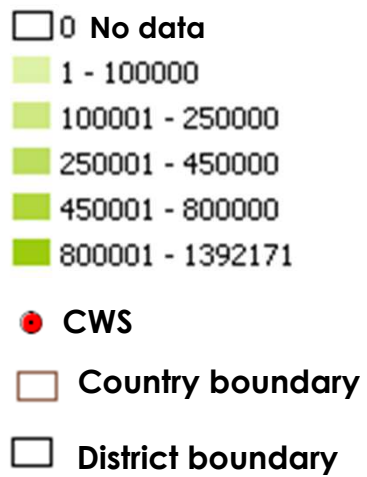 0 No data
1 - 100000
100001 - 250000
250001 - 450000
450001 - 800000
800001 - 1392171
CWS
Country boundary
District boundary